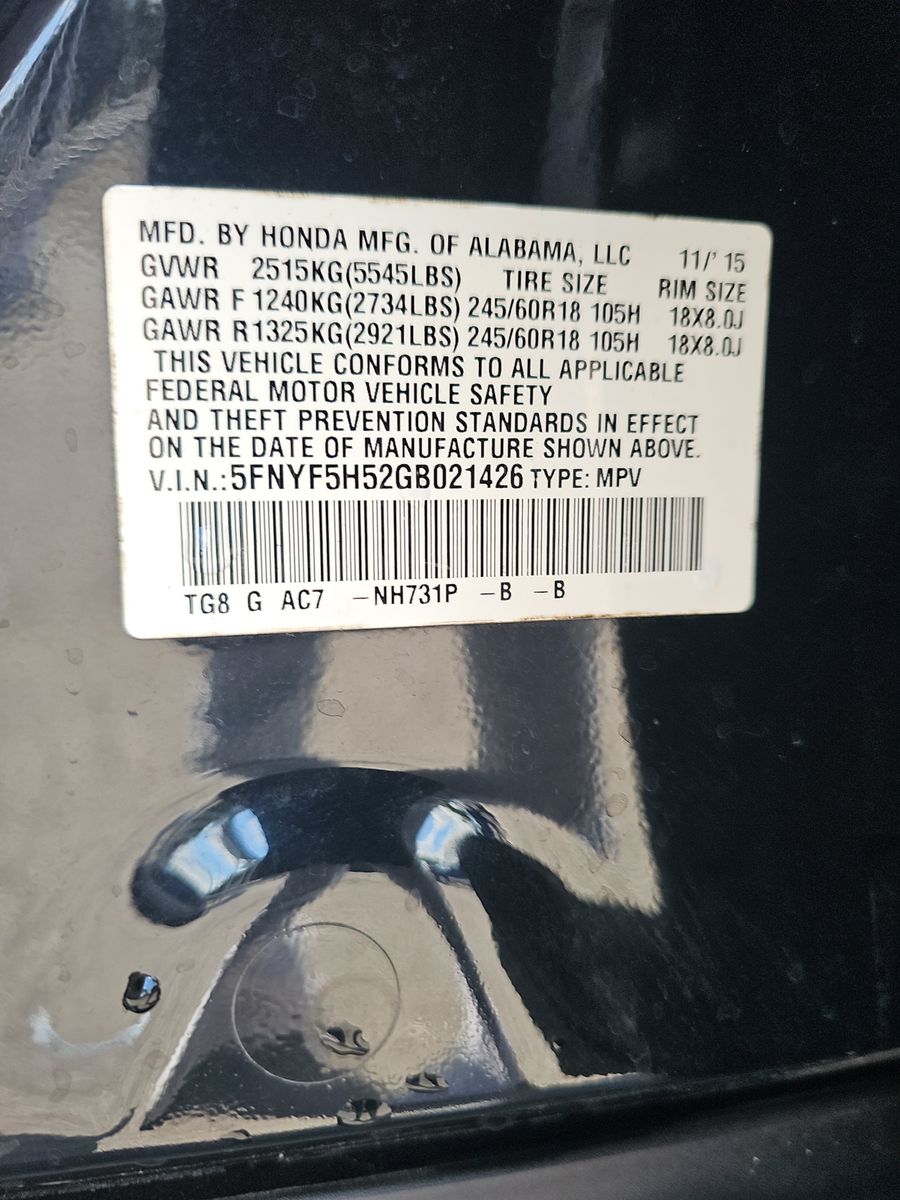 MFD. BY HONDA MFG. OF ALABAMA, LLC 11/' 15
GVWR 2515KG(5545LBS) TIRE SIZE RIM SIZE
GAWR F 1240KG(2734LBS) 245/60R18 105H 18X8.0J
GAWR R1325KG(2921LBS) 245/60R18 105H 18X8.0J
THIS VEHICLE CONFORMS TO ALL APPLICABLE
FEDERAL MOTOR VEHICLE SAFETY
AND THEFT PREVENTION STANDARDS IN EFFECT
ON THE DATE OF MANUFACTURE SHOWN ABOVE.
V.I.N.:5FNYF5H52GB021426 TYPE: MPV
TG8 G AC7 –NH731P –B –B